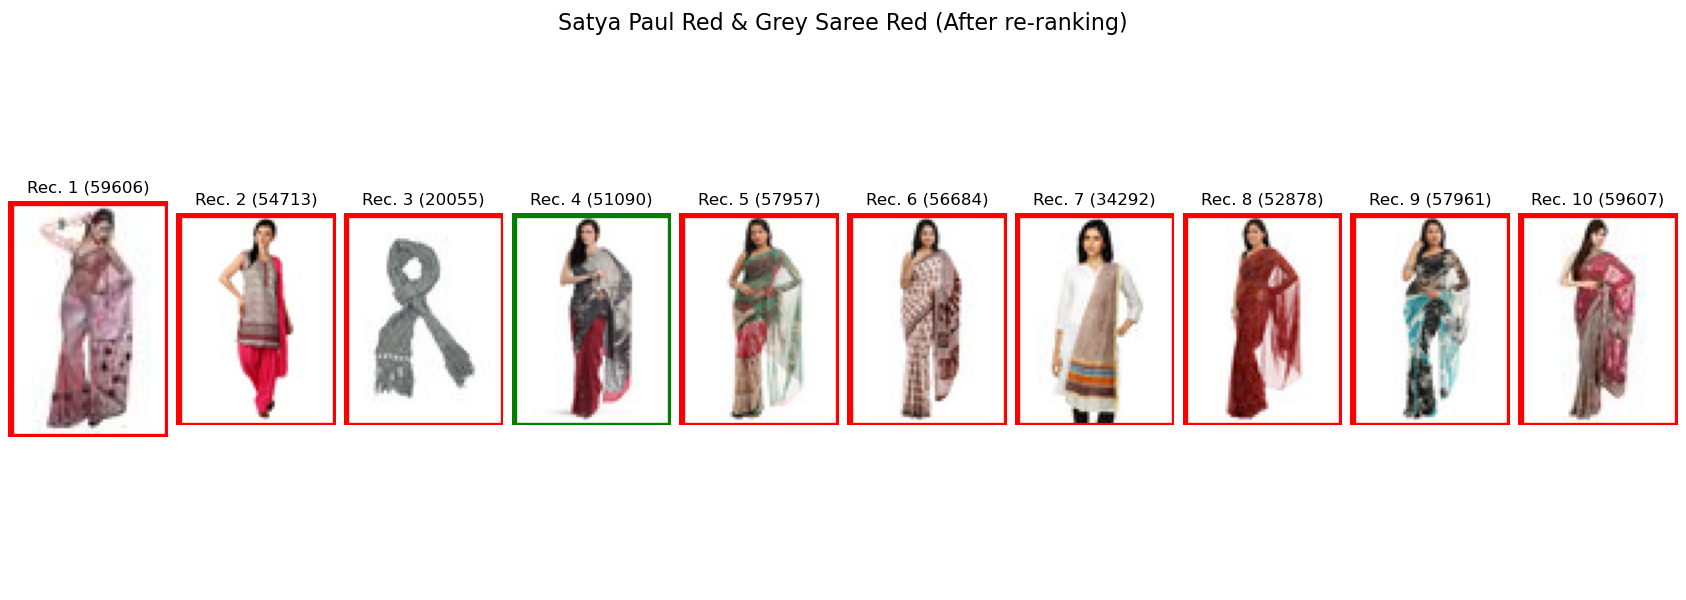 Satya Paul Red & Grey Saree Red (After re-ranking)
Rec. 1 (59606)
Rec. 2 (54713)
Rec. 3 (20055)
Rec. 4 (51090)
Rec. 5 (57957)
Rec. 6 (56684)
Rec. 7 (34292)
Rec. 8 (52878)
Rec. 9 (57961)
Rec. 10 (59607)